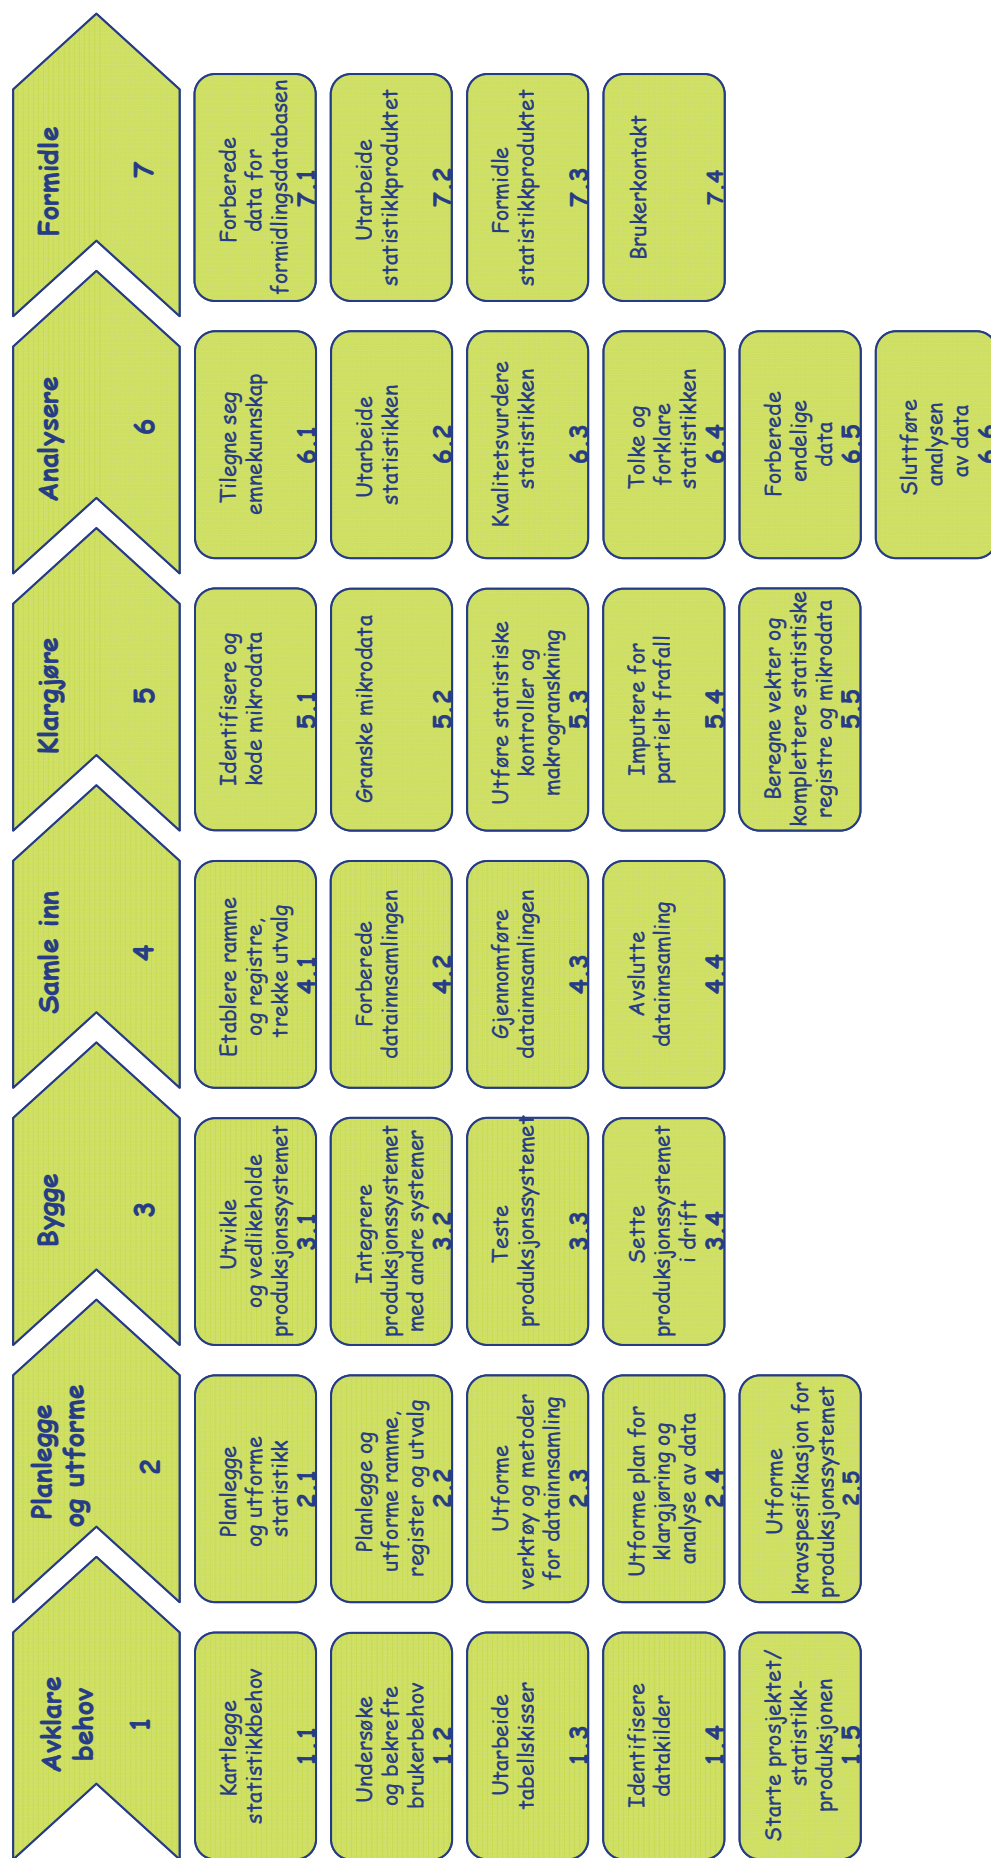 Avklare
behov
1
Kartlegge
statistikkbehov
1.1
Undersøke
og bekrefte
brukerbehov
1.2
Utarbeide
tabellskisser
1.3
Identifisere
datakilder
1.4
Starte prosjektet/
statistikk-
produksjonen
1.5
Planlegge
og utforme
2
Planlegge
og utforme
statistikk
2.1
Planlegge og
utforme ramme,
register og utvalg
2.2
Utforme
verktøy og metoder
for datainnsamling
2.3
Utforme plan for
klargjøring og
analyse av data
2.4
Utforme
kravspesifikasjon for
produksjonssystemet
2.5
Bygge
3
Utvikle
og vedlikeholde
produksjonssystemet
3.1
Integrere
produksjonssystemet
med andre systemer
3.2
Teste
produksjonssystemet
3.3
Sette
produksjonssystemet
i drift
3.4
Samle inn
4
Etablere ramme
og registre,
trekke utvalg
4.1
Forberede
datainnsamlingen
4.2
Gjennomføre
datainnsamlingen
4.3
Avslutte
datainnsamling
4.4
Klargjøre
5
Identifisere og
kode mikrodata
5.1
Granske mikrodata
5.2
Utføre statistiske
kontroller og
makrogranskning
5.3
Imputere for
partielt frafall
5.4
Beregne vekter og
komplettere statistiske
registre og mikrodata
5.5
Analysere
6
Tilegne seg
emnekunnskap
6.1
Utarbeide
statistikken
6.2
Kvalitetsvurdere
statistikken
6.3
Tolke og
forklare
statistikken
6.4
Forberede
endelige
data
6.5
Sluttføre
analysen
av data
6.6
Formidle
7
Forberede
data for
formidlingsdatabasen
7.1
Utarbeide
statistikkproduktet
7.2
Formidle
statistikkproduktet
7.3
Brukerkontakt
7.4